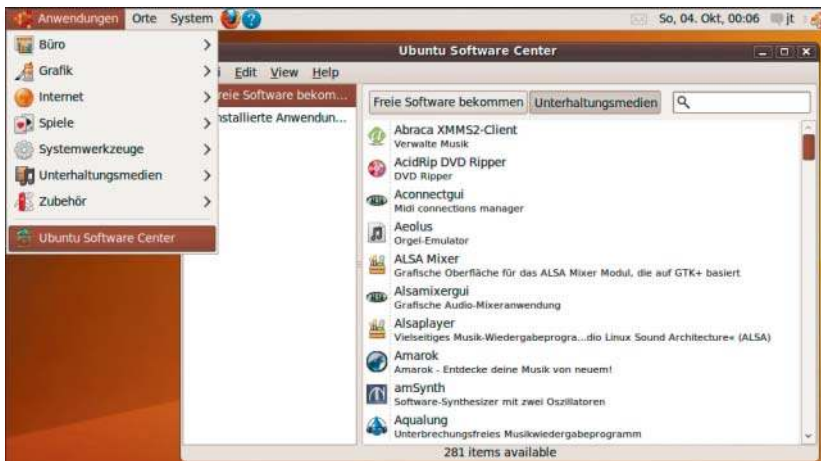 Anwendungen Orte System So, 04. Okt, 00:06 jt
Büro
Grafik
Internet
Spiele
Systemwerkzeuge
Unterhaltungsmedien
Zubehör
Ubuntu Software Center
Ubuntu Software Center
Edit View Help
reie Software bekom...
nstallierte Anwendun...
Freie Software bekommen Unterhaltungsmedien
Abraca XMMS2-Client
Verwalte Musik
AcidRip DVD Ripper
DVD Ripper
Aconnectgui
Midi connections manager
Aeolus
Orgel-Emulator
ALSA Mixer
Grafische Oberfläche für das ALSA Mixer Modul, die auf GTK+ basiert
Alsamixergui
Grafische Audio-Mixeranwendung
Alsaplayer
Vielseitiges Musik-Wiedergabeprogra...dio Linux Sound Architecture« (ALSA)
Amarok
Amarok - Entdecke deine Musik von neuem!
amSynth
Software-Synthesizer mit zwei Oszillatoren
Aqualung
Unterbrechungsfreies Musikwiedergabeprogramm
281 items available